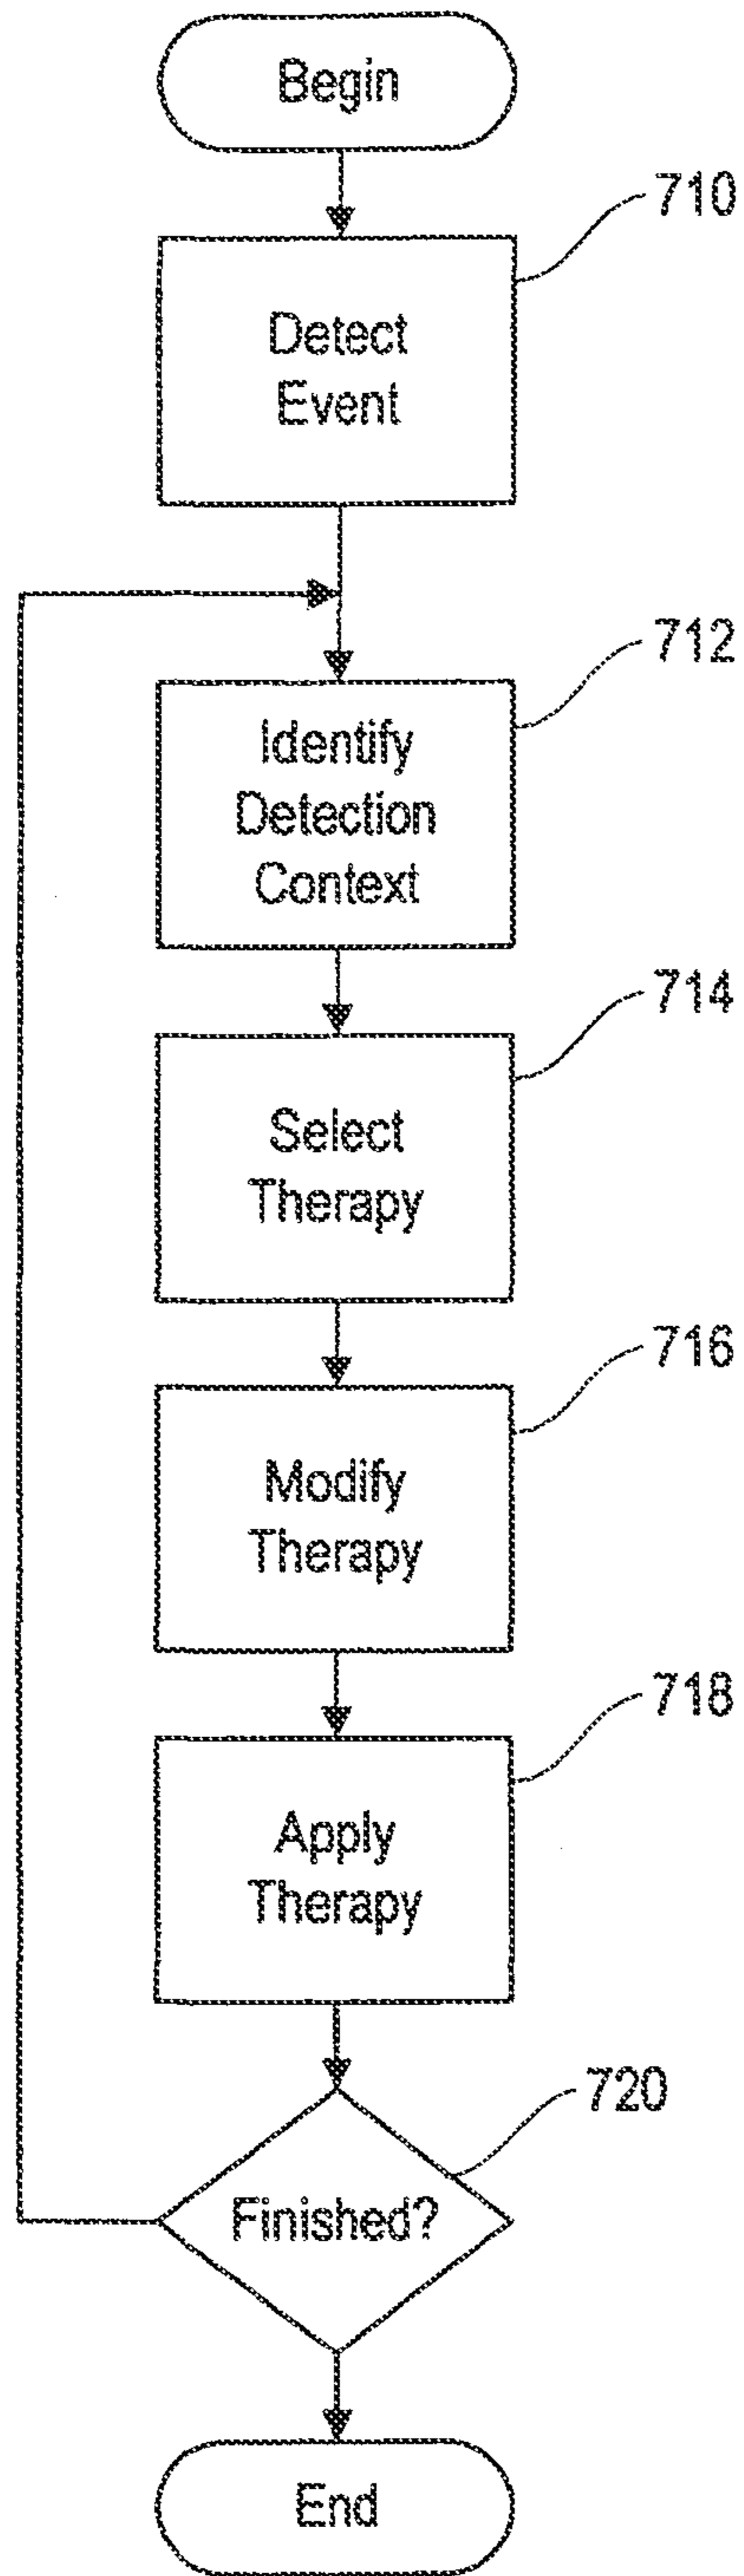 Begin
710
Detect
Event
712
Identify
Detection
Context
714
Select
Therapy
716
Modify
Therapy
718
Apply
Therapy
720
Finished?
End